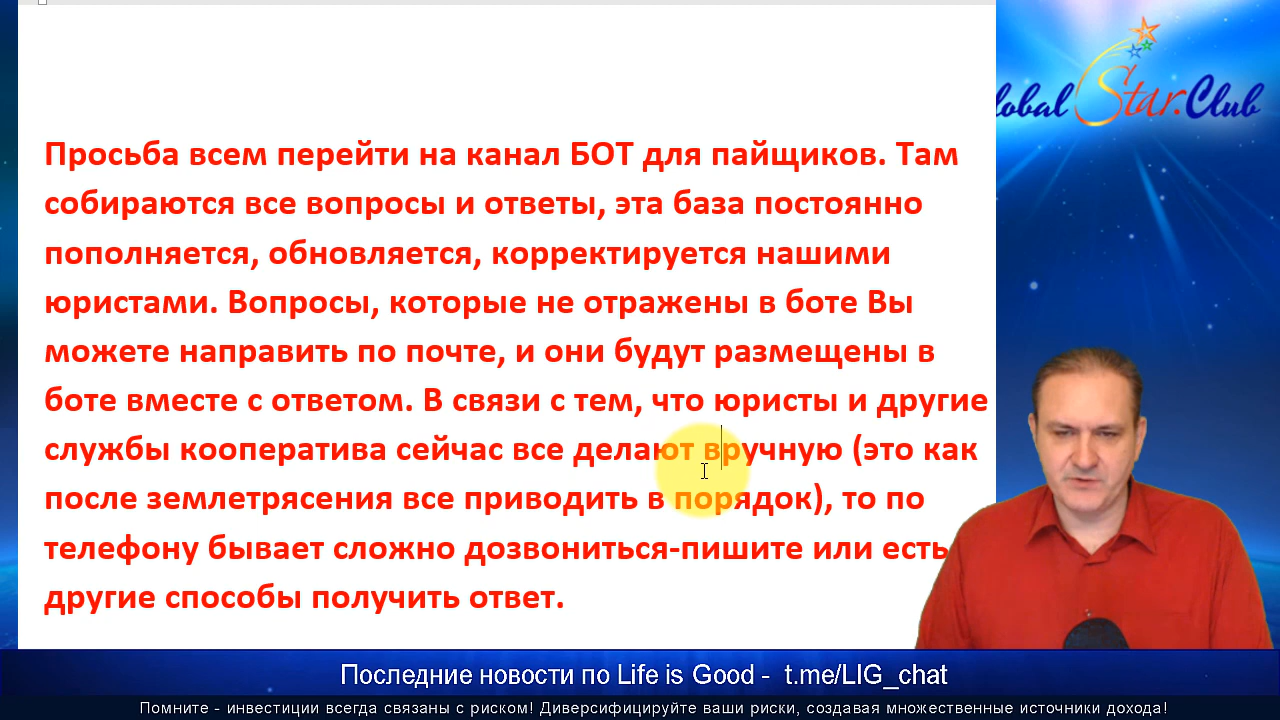 lobal Star.Club
Просьба всем перейти на канал БОТ для пайщиков. Там
собираются все вопросы и ответы, эта база постоянно
пополняется, обновляется, корректируется нашими
юристами. Вопросы, которые не отражены в боте Вы
можете направить по почте, и они будут размещены в
боте вместе с ответом. В связи с тем, что юристы и другие
службы кооператива сейчас все делают вручную (это как
после землетрясения все приводить в порядок), то по
телефону бывает сложно дозвониться-пишите или есть
другие способы получить ответ.
Последние новости по Life is Good - t.me/LIG_chat
Помните - инвестиции всегда связаны с риском! Диверсифицируйте ваши риски, создавая множественные источники дохода!